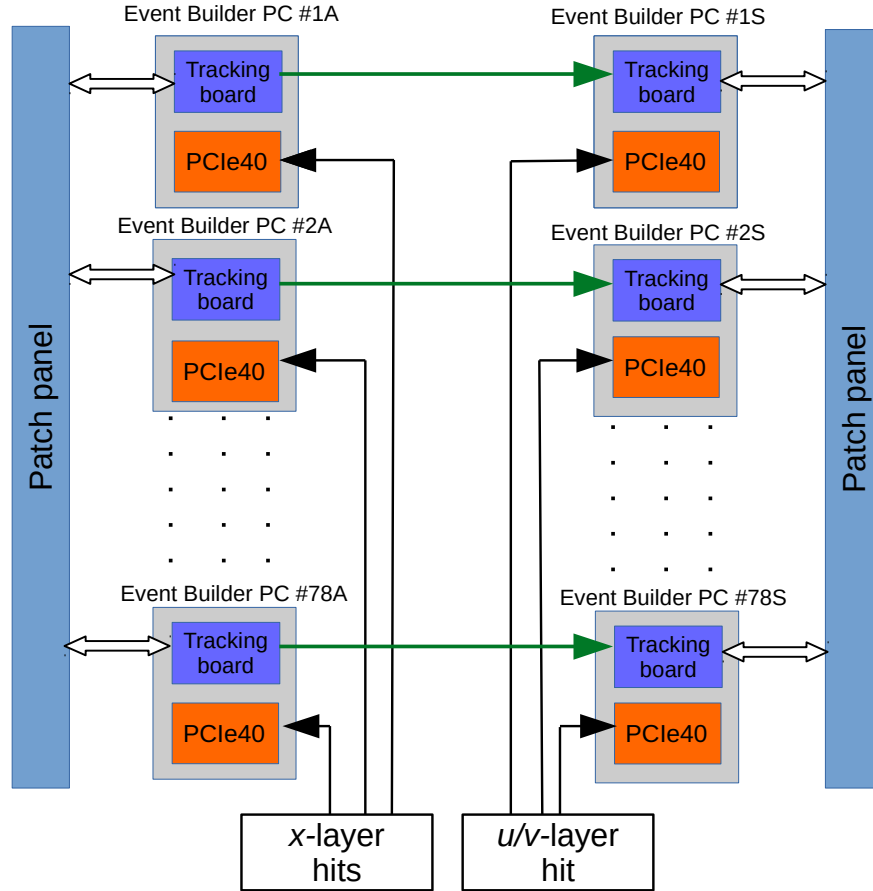 Event Builder PC #1A
Event Builder PC #1S
Tracking
board
Tracking
board
PCIe40
PCIe40
Event Builder PC #2A
Event Builder PC #2S
Tracking
board
Tracking
board
PCIe40
PCIe40
Patch panel
Patch panel
Event Builder PC #78A
Event Builder PC #78S
Tracking
board
Tracking
board
PCIe40
PCIe40
x-layer
hits
u/v-layer
hit